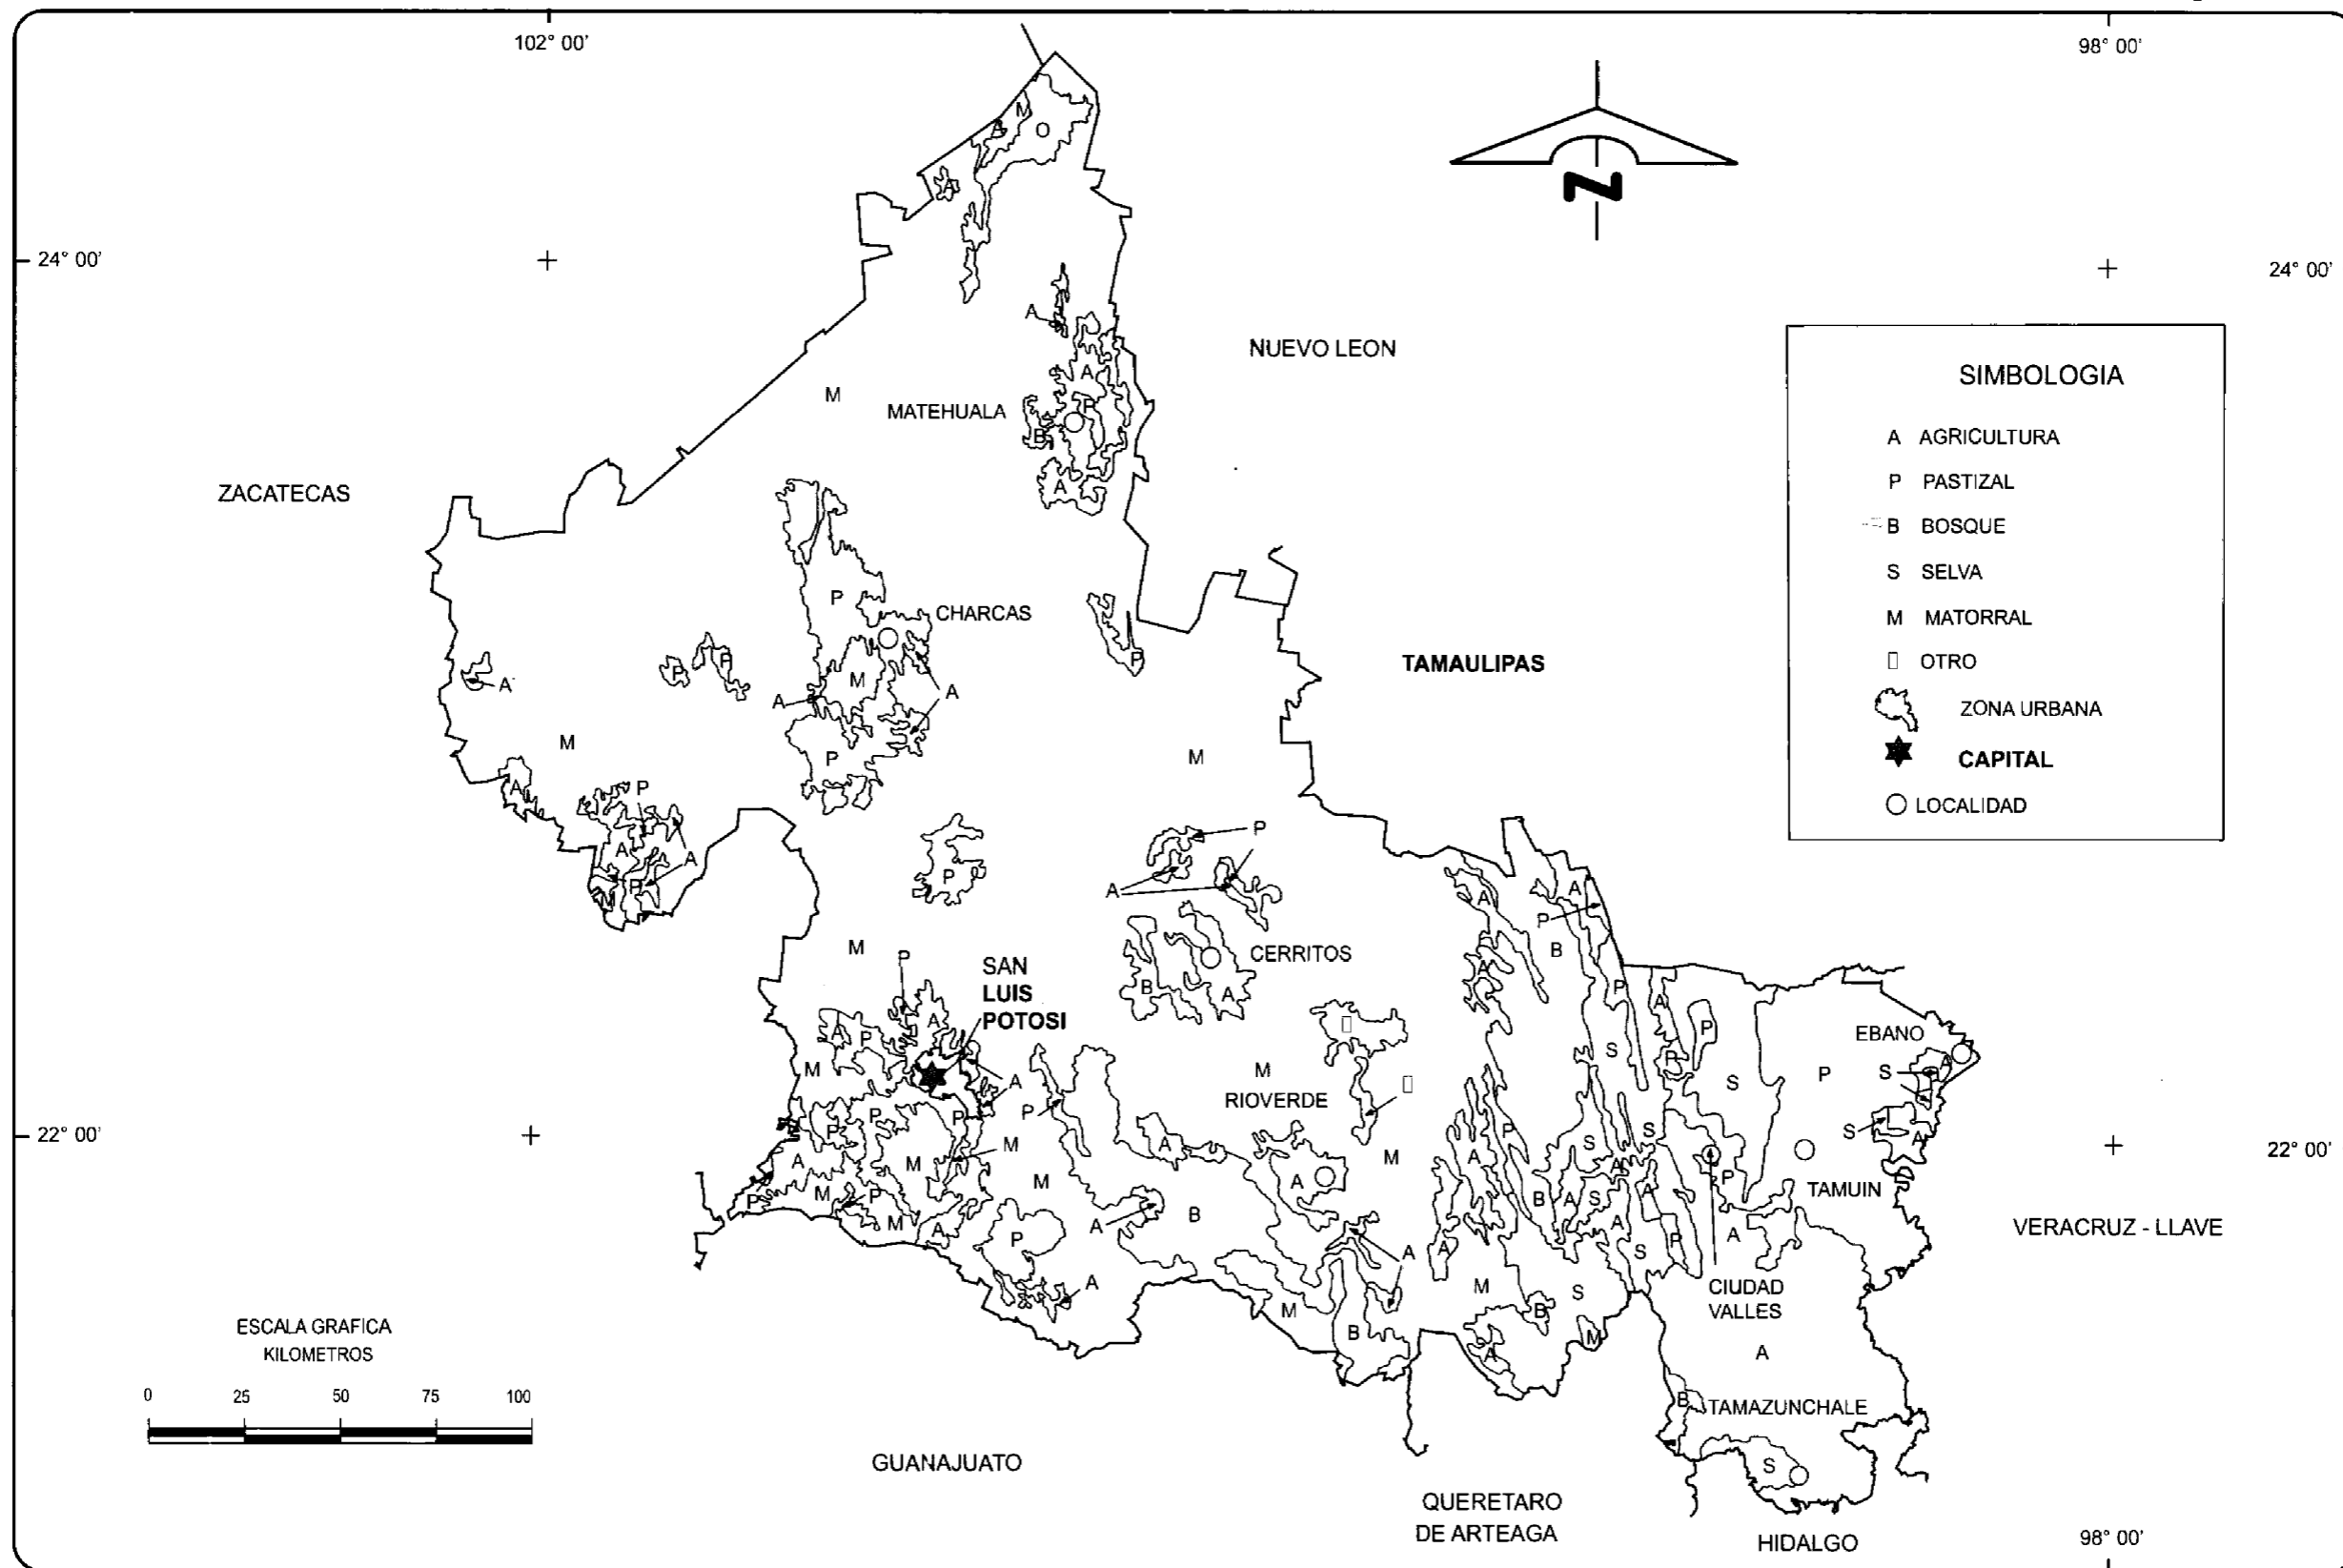 102° 00'
98° 00'
M
A
O
A
N
24° 00'
24° 00'
A
NUEVO LEON
SIMBOLOGIA
A AGRICULTURA
P PASTIZAL
B BOSQUE
S SELVA
M MATORRAL
OTRO
ZONA URBANA
CAPITAL
LOCALIDAD
M
A
MATEHUALA
P
B
A
ZACATECAS
P
CHARCAS
P
P
P
TAMAULIPAS
A
M
A
A
M
M
P
A
P
A
A
P
M
P
P
A
A
A
P
B
M
P
SAN
LUIS
POTOSI
CERRITOS
B
A
A
P
A
P
A
P
A
M
S
P
S
P
EBANO
A
S
M
RIOVERDE
A
P
P
P
P
M
A
M
M
A
22° 00'
22° 00'
A
M
P
S
S
A
S
A
P
TAMUIN
A
M
P
P
M
A
P
A
B
A
B
A
S
A
A
S
P
A
VERACRUZ - LLAVE
A
A
M
B
M
S
B
M
A
CIUDAD
VALLES
A
B
TAMAZUNCHALE
S
ESCALA GRAFICA
KILOMETROS
0 25 50 75 100
GUANAJUATO
QUERETARO
DE ARTEAGA
HIDALGO
98° 00'